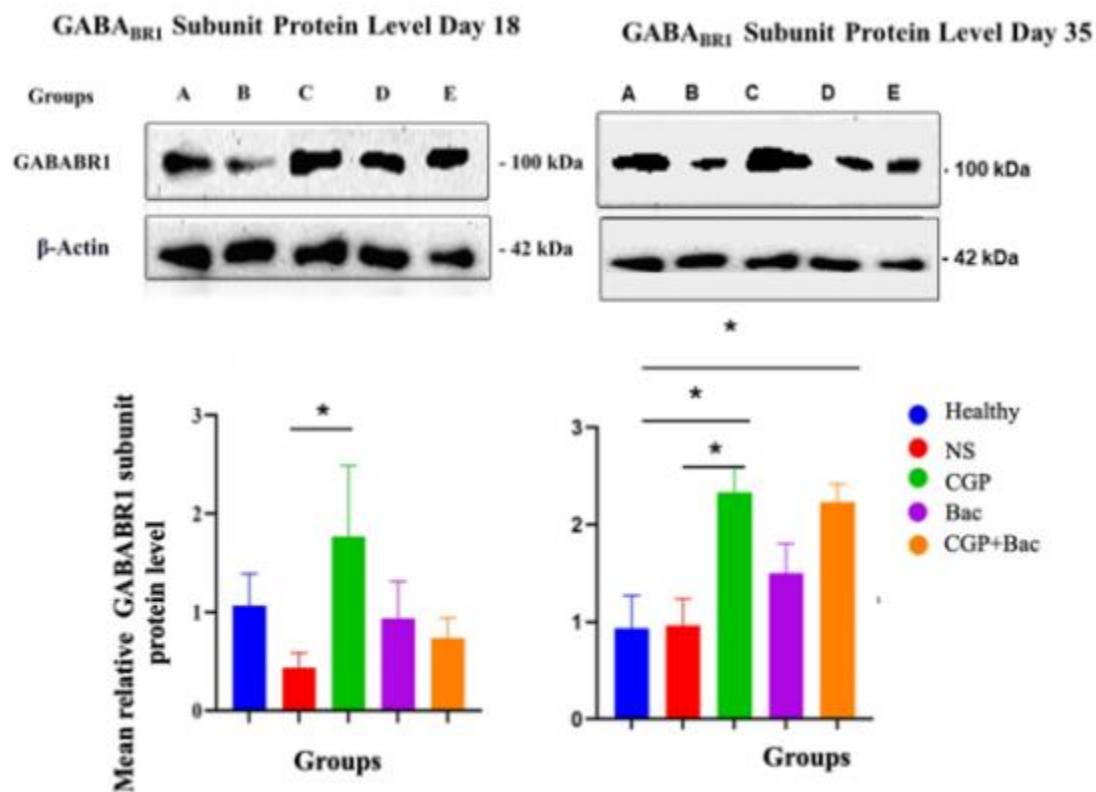 GABABR1 Subunit Protein Level Day 18
GABABR1 Subunit Protein Level Day 35
Groups A B C D E
A B C D E
GABABR1 - 100 kDa
- 100 kDa
β-Actin - 42 kDa
- 42 kDa
*
*
*
*
Mean relative GABABR1 subunit
protein level
3
2
1
0
Groups
3
2
1
0
Groups
Healthy
NS
CGP
Bac
CGP+Bac